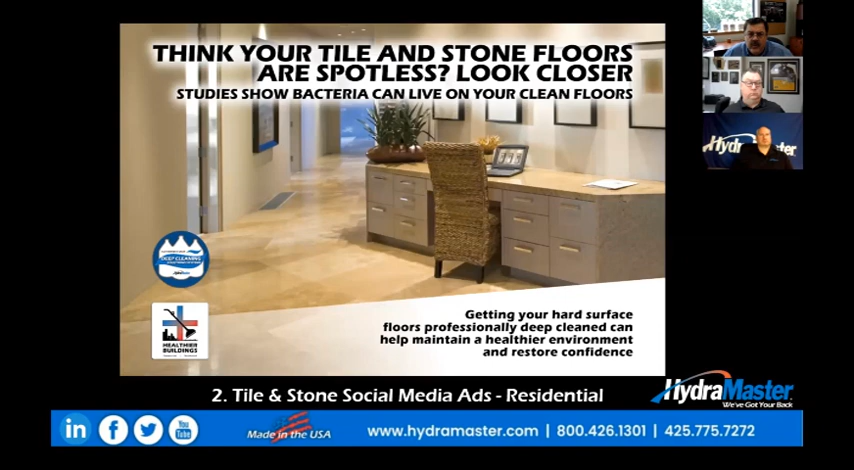 THINK YOUR TILE AND STONE FLOORS
ARE SPOTLESS? LOOK CLOSER
STUDIES SHOW BACTERIA CAN LIVE ON YOUR CLEAN FLOORS
DEEP CLEANING
HEALTHIER
BUILDINGS
Getting your hard surface
floors professionally deep cleaned can
help maintain a healthier environment
and restore confidence
HydraMaster
2. Tile & Stone Social Media Ads - Residential
HydraMaster
We've Got Your Back
in
You
Tube
Made in the USA
www.hydramaster.com | 800.426.1301 | 425.775.7272